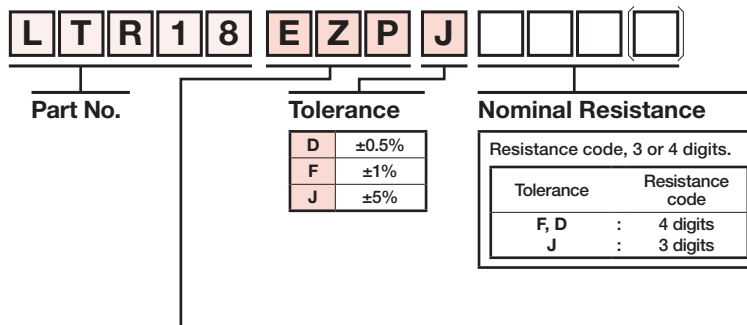 L T R 1 8 E Z P J
Part No.
Tolerance
D ±0.5%
F ±1%
J ±5%
Nominal Resistance
Resistance code, 3 or 4 digits.
Tolerance Resistance
code
F, D : 4 digits
J : 3 digits